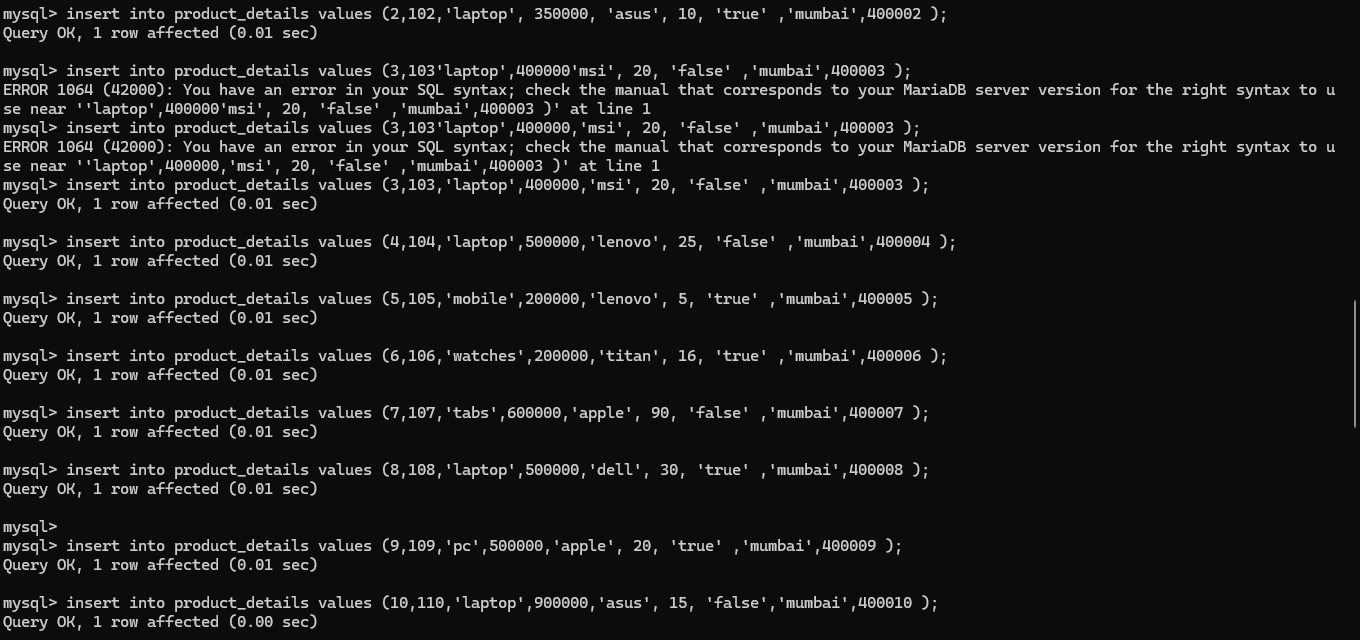 mysql> insert into product_details values (2,102,'laptop', 350000, 'asus', 10, 'true' ,'mumbai',400002 );
Query OK, 1 row affected (0.01 sec)
mysql> insert into product_details values (3,103'laptop',400000'msi', 20, 'false' ,'mumbai',400003 );
ERROR 1064 (42000): You have an error in your SQL syntax; check the manual that corresponds to your MariaDB server version for the right syntax to u
se near ''laptop',400000'msi', 20, 'false' ,'mumbai',400003 )' at line 1
mysql> insert into product_details values (3,103'laptop',400000,'msi', 20, 'false' ,'mumbai',400003 );
ERROR 1064 (42000): You have an error in your SQL syntax; check the manual that corresponds to your MariaDB server version for the right syntax to u
se near ''laptop',400000,'msi', 20, 'false' ,'mumbai',400003 )' at line 1
mysql> insert into product_details values (3,103,'laptop',400000,'msi', 20, 'false' ,'mumbai',400003 );
Query OK, 1 row affected (0.01 sec)
mysql> insert into product_details values (4,104,'laptop',500000,'lenovo', 25, 'false' ,'mumbai',400004 );
Query OK, 1 row affected (0.01 sec)
mysql> insert into product_details values (5,105,'mobile',200000,'lenovo', 5, 'true' ,'mumbai',400005 );
Query OK, 1 row affected (0.01 sec)
mysql> insert into product_details values (6,106,'watches',200000,'titan', 16, 'true' ,'mumbai',400006 );
Query OK, 1 row affected (0.01 sec)
mysql> insert into product_details values (7,107,'tabs',600000,'apple', 90, 'false' ,'mumbai',400007 );
Query OK, 1 row affected (0.01 sec)
mysql> insert into product_details values (8,108,'laptop',500000,'dell', 30, 'true' ,'mumbai',400008 );
Query OK, 1 row affected (0.01 sec)
mysql>
mysql> insert into product_details values (9,109,'pc',500000,'apple', 20, 'true' ,'mumbai',400009 );
Query OK, 1 row affected (0.01 sec)
mysql> insert into product_details values (10,110,'laptop',900000,'asus', 15, 'false','mumbai',400010 );
Query OK, 1 row affected (0.00 sec)